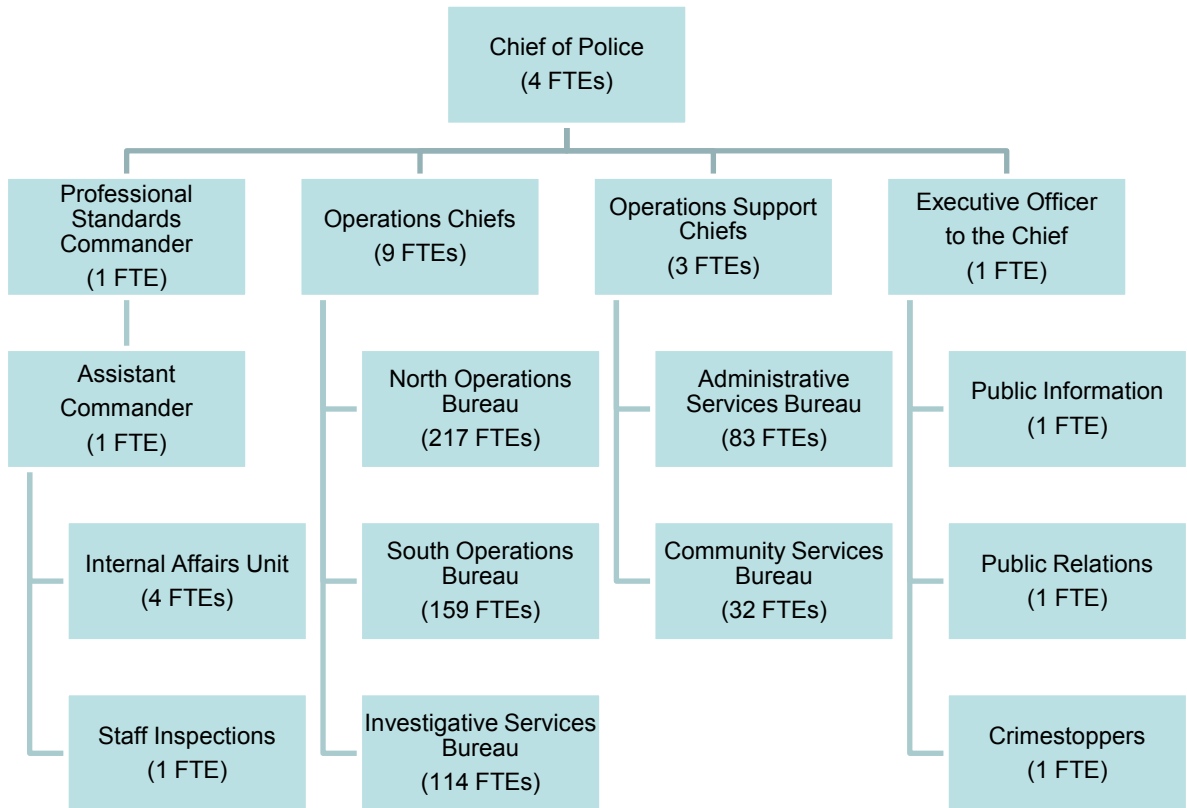 Chief of Police
(4 FTEs)
Professional
Standards
Commander
(1 FTE)
Operations Chiefs
(9 FTEs)
Operations Support
Chiefs
(3 FTEs)
Executive Officer
to the Chief
(1 FTE)
Assistant
Commander
(1 FTE)
North Operations
Bureau
(217 FTEs)
Administrative
Services Bureau
(83 FTEs)
Public Information
(1 FTE)
Internal Affairs Unit
(4 FTEs)
South Operations
Bureau
(159 FTEs)
Community Services
Bureau
(32 FTEs)
Public Relations
(1 FTE)
Staff Inspections
(1 FTE)
Investigative Services
Bureau
(114 FTEs)
Crimestoppers
(1 FTE)